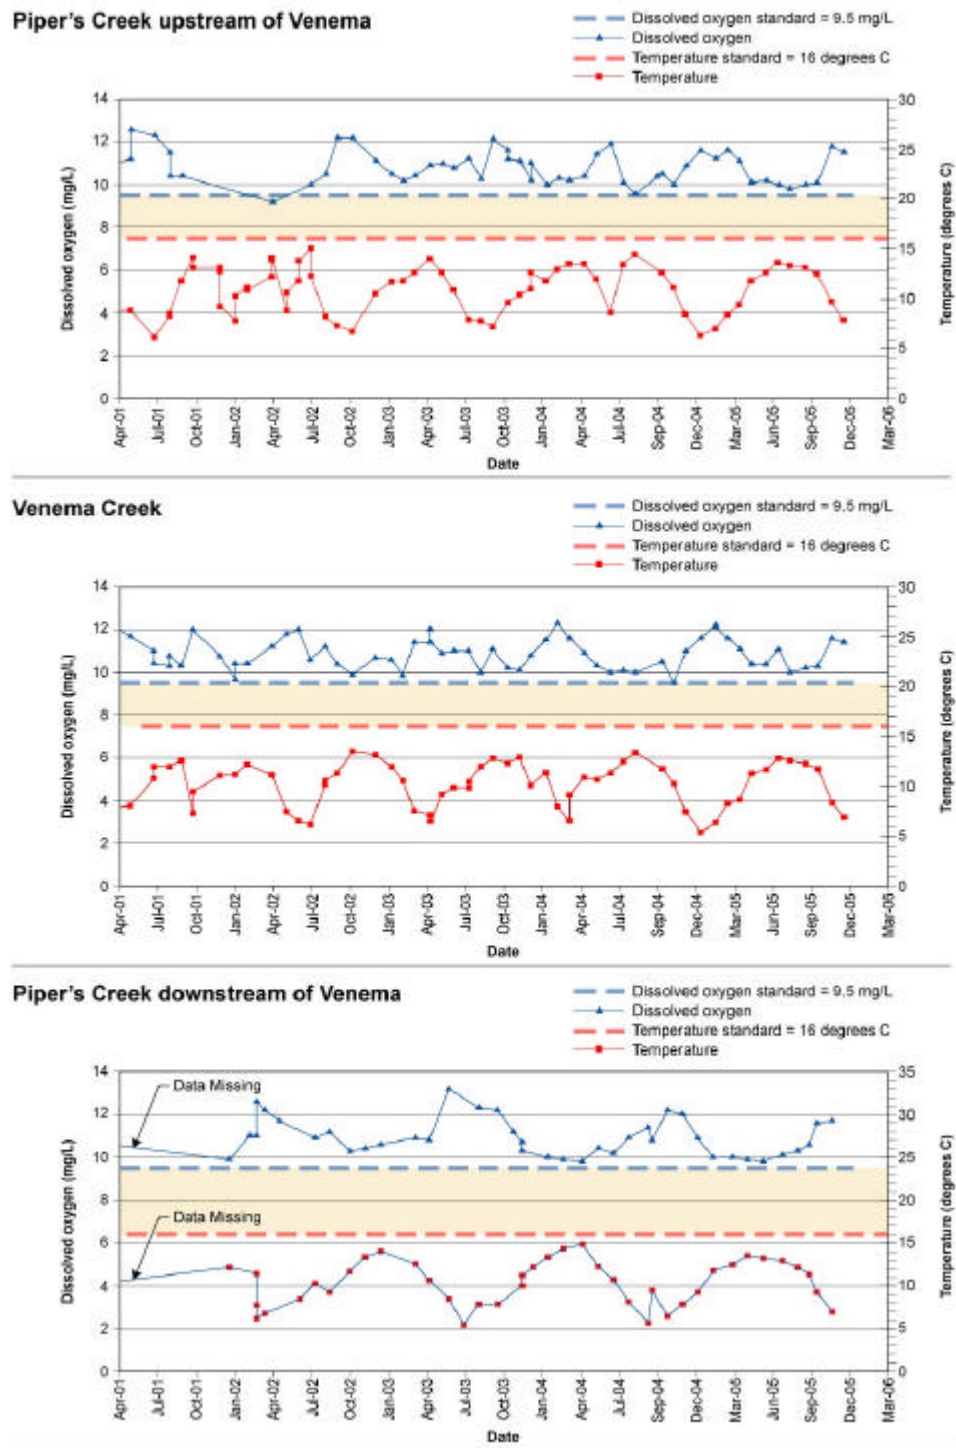 Piper's Creek upstream of Venema
Dissolved oxygen standard = 9.5 mg/L
Dissolved oxygen
Temperature standard = 16 degrees C
Temperature
14
12
10
8
6
4
2
0
Dissolved oxygen (mg/L)
30
25
20
15
10
5
0
Temperature (degrees C)
Apr-01 Jul-01 Oct-01 Jan-02 Apr-02 Jul-02 Oct-02 Jan-03 Apr-03 Jul-03 Oct-03 Jan-04 Apr-04 Jul-04 Sep-04 Dec-04 Mar-05 Jun-05 Sep-05 Dec-05 Mar-06
Date
Venema Creek
Dissolved oxygen standard = 9.5 mg/L
Dissolved oxygen
Temperature standard = 16 degrees C
Temperature
14
12
10
8
6
4
2
0
Dissolved oxygen (mg/L)
30
25
20
15
10
5
0
Temperature (degrees C)
Apr-01 Jul-01 Oct-01 Jan-02 Apr-02 Jul-02 Oct-02 Jan-03 Apr-03 Jul-03 Oct-03 Jan-04 Apr-04 Jul-04 Sep-04 Dec-04 Mar-05 Jun-05 Sep-05 Dec-05 Mar-06
Date
Piper's Creek downstream of Venema
Dissolved oxygen standard = 9.5 mg/L
Dissolved oxygen
Temperature standard = 16 degrees C
Temperature
14
12
10
8
6
4
2
0
Dissolved oxygen (mg/L)
Data Missing
Data Missing
35
30
25
20
15
10
5
0
Temperature (degrees C)
Apr-01 Jul-01 Oct-01 Jan-02 Apr-02 Jul-02 Oct-02 Jan-03 Apr-03 Jul-03 Oct-03 Jan-04 Apr-04 Jul-04 Sep-04 Dec-04 Mar-05 Jun-05 Sep-05 Dec-05 Mar-06
Date